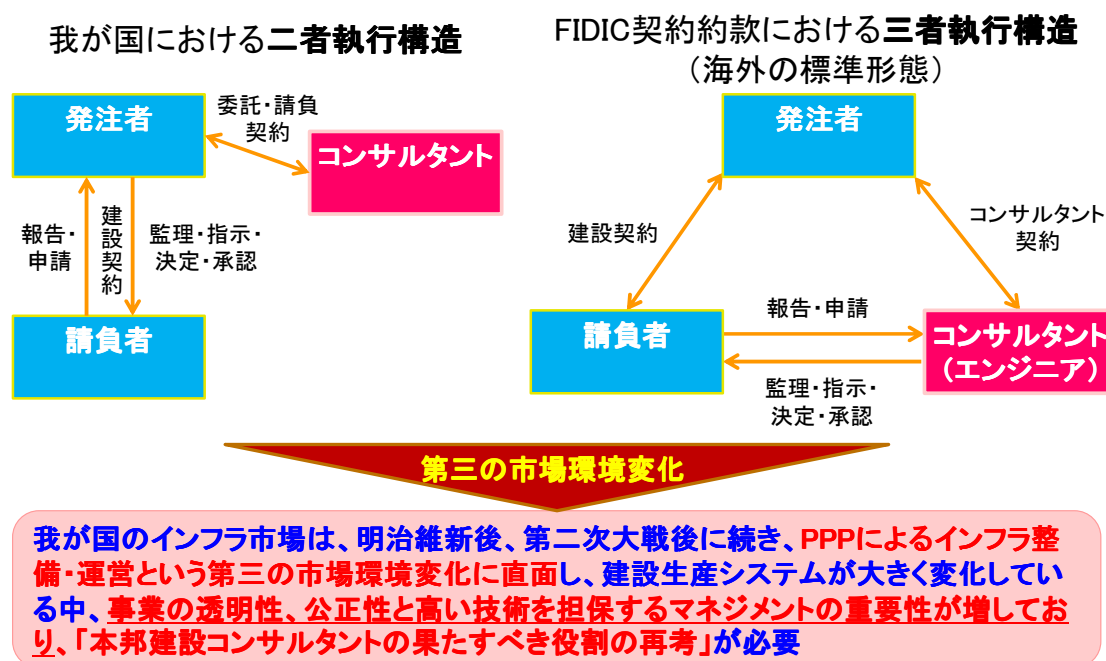 我が国における二者執行構造
発注者
委託・請負
契約
コンサルタント
報告・
申請
建設契約
監理・指示・
決定・承認
請負者
FIDIC契約約款における三者執行構造
（海外の標準形態）
発注者
建設契約
コンサルタント
契約
請負者
報告・申請
監理・指示・
決定・承認
コンサルタント
（エンジニア）
第三の市場環境変化
我が国のインフラ市場は、明治維新後、第二次大戦後に続き、PPPによるインフラ整
備・運営という第三の市場環境変化に直面し、建設生産システムが大きく変化してい
る中、事業の透明性、公正性と高い技術を担保するマネジメントの重要性が増してお
り、「本邦建設コンサルタントの果たすべき役割の再考」が必要